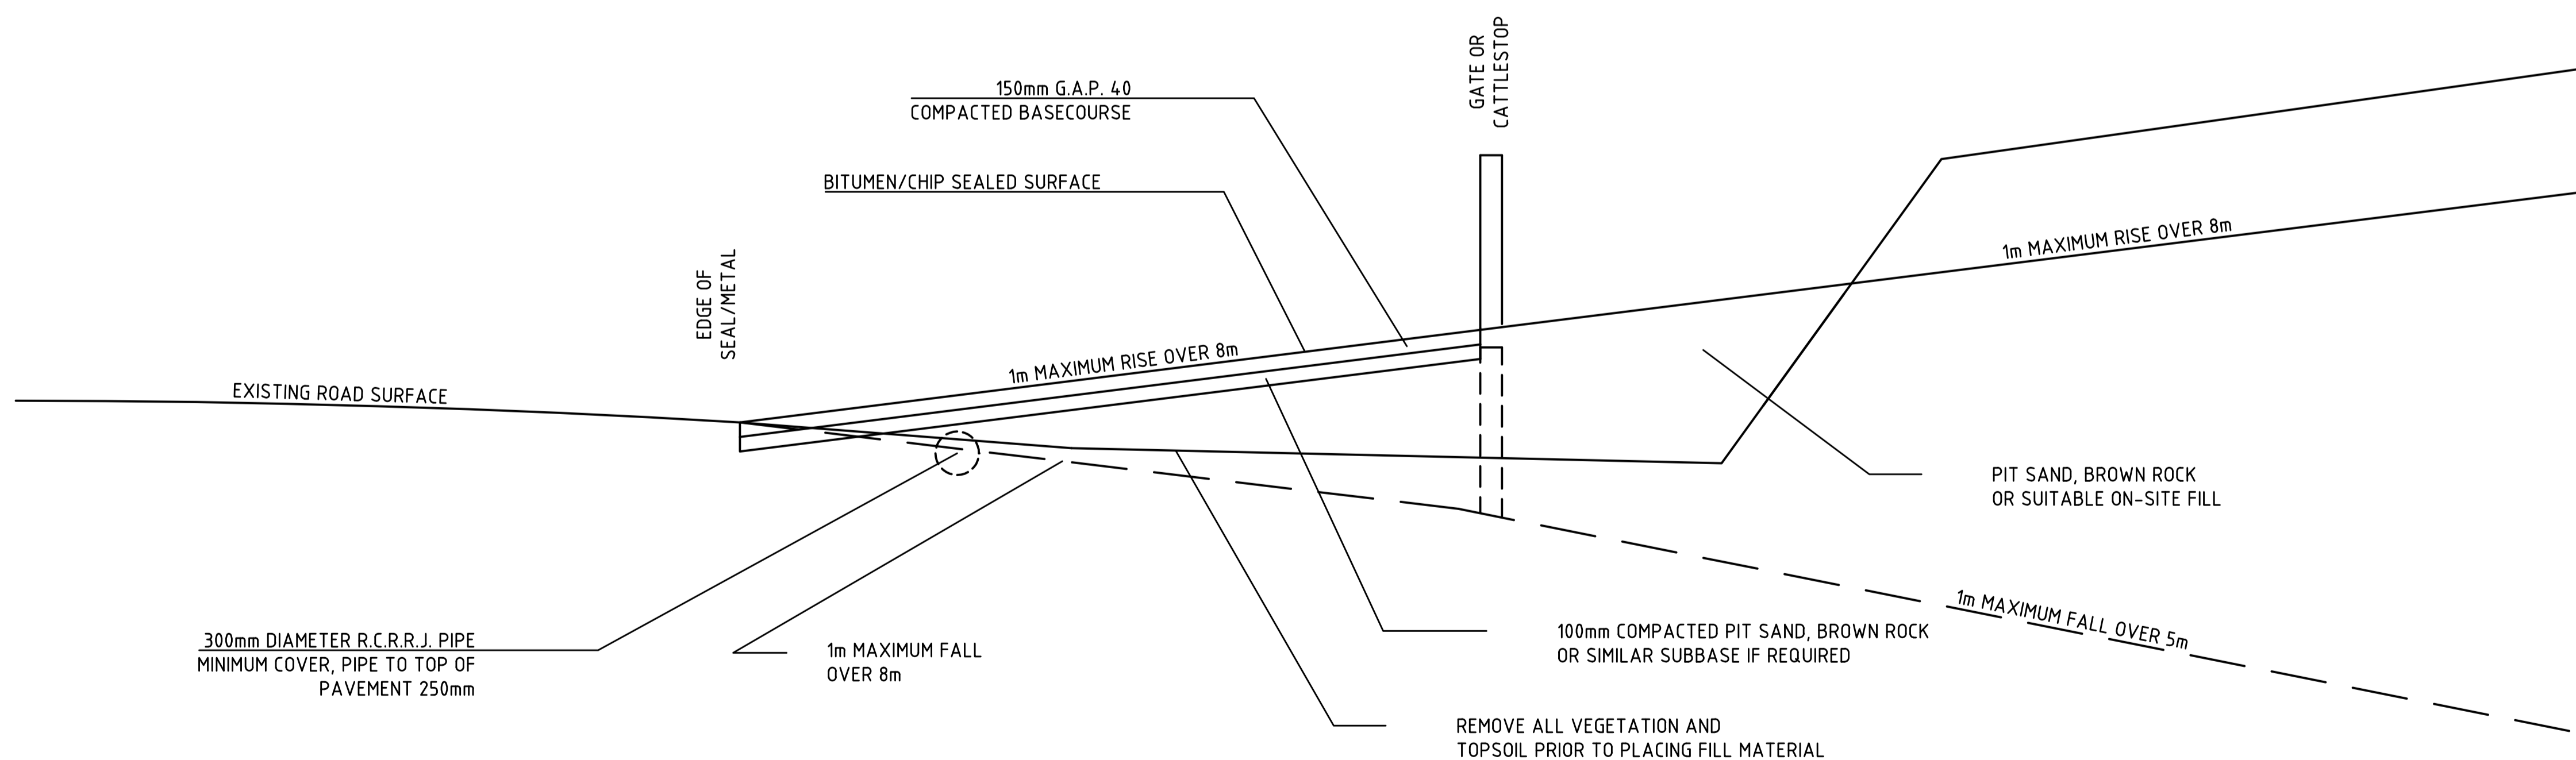 GATE OR
CATTLESTOP
150mm G.A.P. 40
COMPACTED BASECOURSE
BITUMEN/CHIP SEALED SURFACE
EDGE OF
SEAL/METAL
1m MAXIMUM RISE OVER 8m
1m MAXIMUM RISE OVER 8m
EXISTING ROAD SURFACE
PIT SAND, BROWN ROCK
OR SUITABLE ON-SITE FILL
1m MAXIMUM FALL OVER 5m
300mm DIAMETER R.C.R.R.J. PIPE
MINIMUM COVER, PIPE TO TOP OF
PAVEMENT 250mm
1m MAXIMUM FALL
OVER 8m
100mm COMPACTED PIT SAND, BROWN ROCK
OR SIMILAR SUBBASE IF REQUIRED
REMOVE ALL VEGETATION AND
TOPSOIL PRIOR TO PLACING FILL MATERIAL